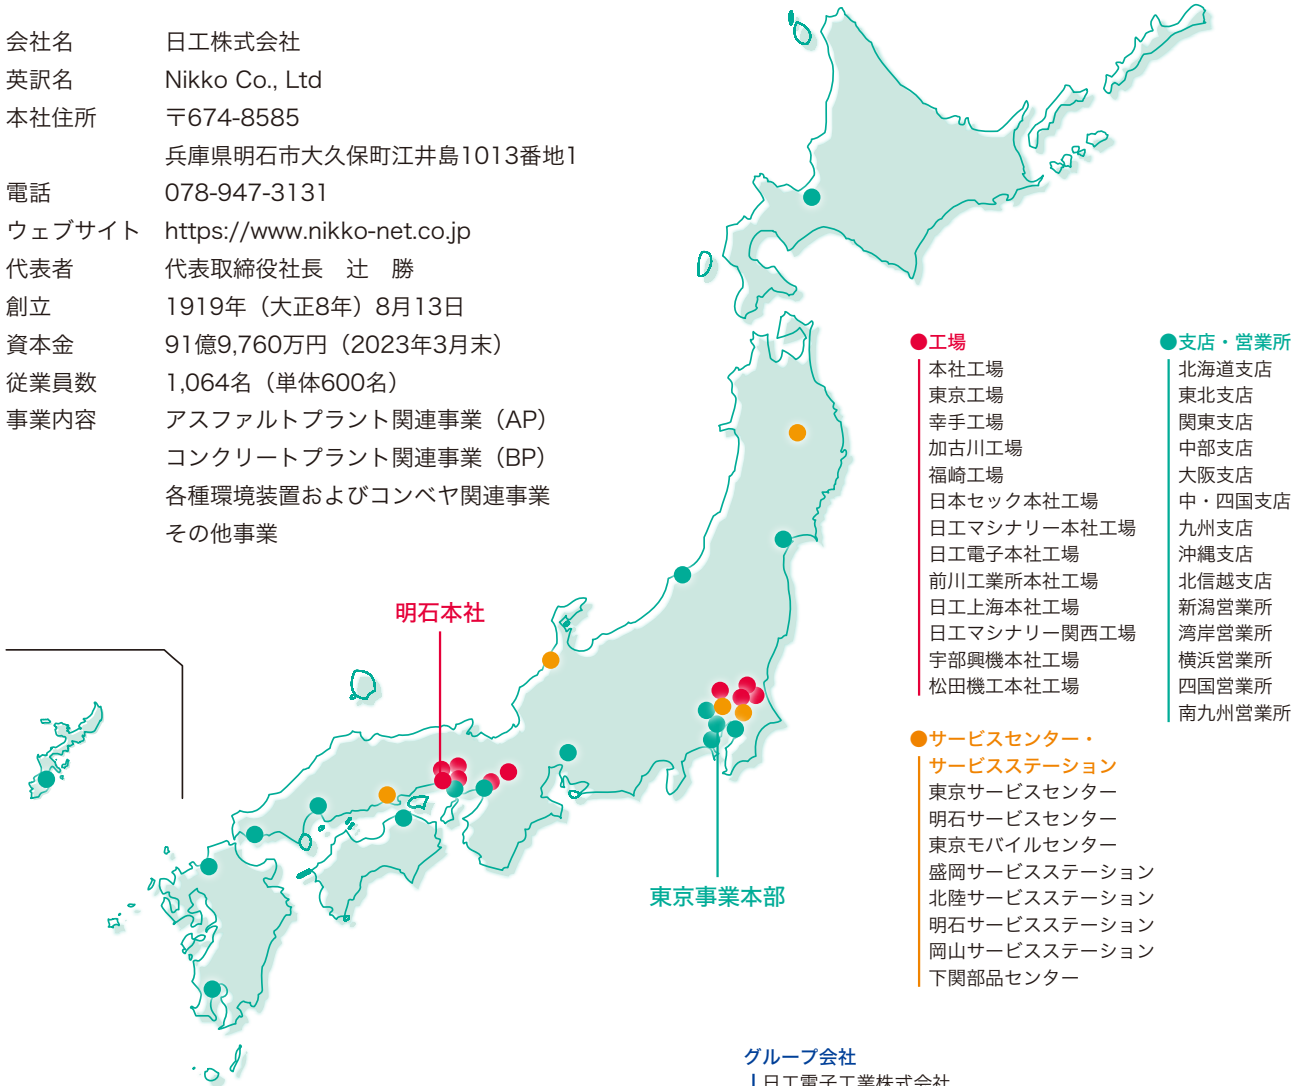 会社名 日工株式会社
英訳名 Nikko Co., Ltd
本社住所 〒674-8585
兵庫県明石市大久保町江井島1013番地1
電話 078-947-3131
ウェブサイト https://www.nikko-net.co.jp
代表者 代表取締役社長 辻 勝
創立 1919年（大正8年）8月13日
資本金 91億9,760万円（2023年3月末）
従業員数 1,064名（単体600名）
事業内容 アスファルトプラント関連事業（AP）
コンクリートプラント関連事業（BP）
各種環境装置およびコンベヤ関連事業
その他事業
明石本社
東京事業本部
●工場
本社工場
東京工場
幸手工場
加古川工場
福崎工場
日本セック本社工場
日工マシナリー本社工場
日工電子本社工場
前川工業所本社工場
日工上海本社工場
日工マシナリー関西工場
宇部興機本社工場
松田機工本社工場
●支店・営業所
北海道支店
東北支店
関東支店
中部支店
大阪支店
中・四国支店
九州支店
沖縄支店
北信越支店
新潟営業所
湾岸営業所
横浜営業所
四国営業所
南九州営業所
●サービスセンター・
サービスステーション
東京サービスセンター
明石サービスセンター
東京モバイルセンター
盛岡サービスステーション
北陸サービスステーション
明石サービスステーション
岡山サービスステーション
下関部品センター
グループ会社
日工電子工業株式会社